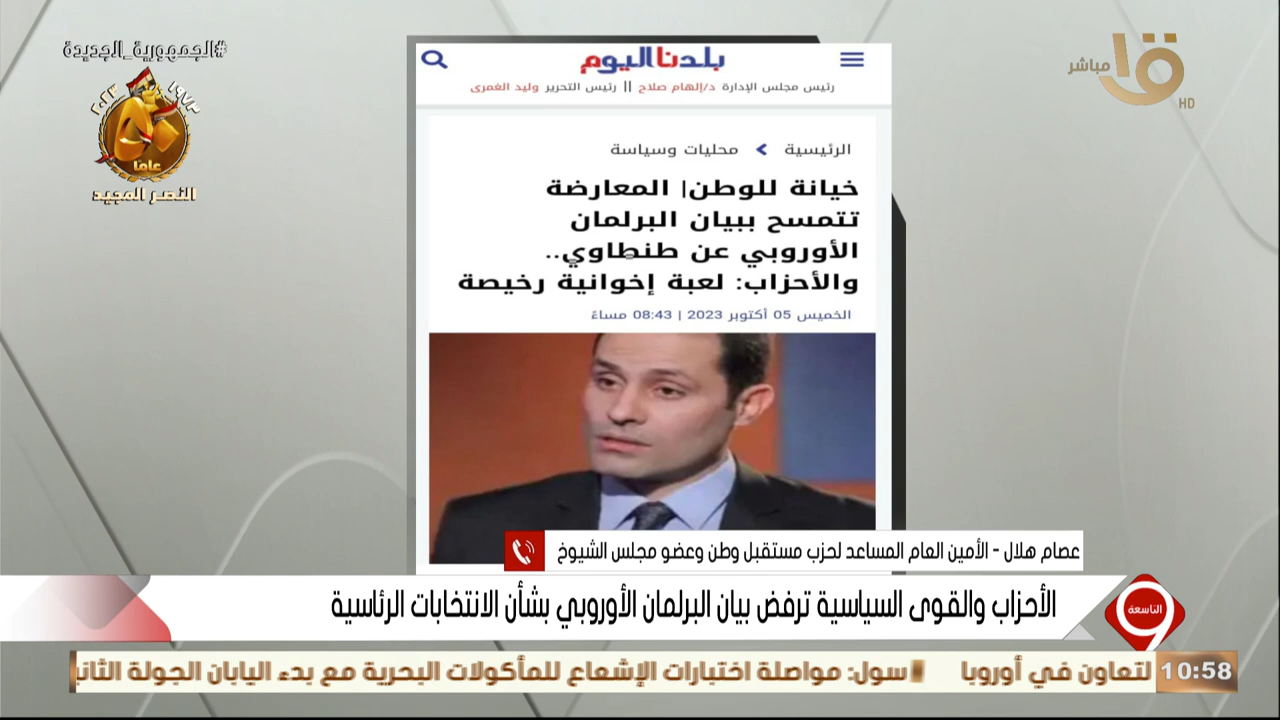 #الجمهورية_الجديدة
عامًا
النصر المجيد
مباشر
HD
بلدنا اليوم
رئيس مجلس الإدارة د/إلهام صلاح || رئيس التحرير وليد الغمرى
الرئيسية
محليات وسياسة
خيانة للوطن| المعارضة
تتمسح ببيان البرلمان
الأوروبي عن طنطاوي..
والأحزاب: لعبة إخوانية رخيصة
الخميس 05 أكتوبر 2023 | 08:43 مساءً
عصام هلال - الأمين العام المساعد لحزب مستقبل وطن وعضو مجلس الشيوخ
الأحزاب والقوى السياسية ترفض بيان البرلمان الأوروبي بشأن الانتخابات الرئاسية
التاسعة
9
10:58
لتعاون في أوروبا
سول: مواصلة اختبارات الإشعاع للمأكولات البحرية مع بدء اليابان الجولة الثاني